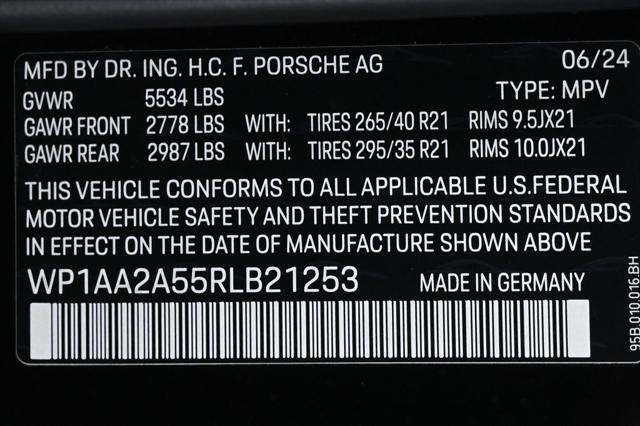 MFD BY DR. ING. H.C. F. PORSCHE AG 06/24
GVWR 5534 LBS TYPE: MPV
GAWR FRONT 2778 LBS WITH: TIRES 265/40 R21 RIMS 9.5JX21
GAWR REAR 2987 LBS WITH: TIRES 295/35 R21 RIMS 10.0JX21
THIS VEHICLE CONFORMS TO ALL APPLICABLE U.S.FEDERAL
MOTOR VEHICLE SAFETY AND THEFT PREVENTION STANDARDS
IN EFFECT ON THE DATE OF MANUFACTURE SHOWN ABOVE
WP1AA2A55RLB21253 MADE IN GERMANY
95B.010.016.BH